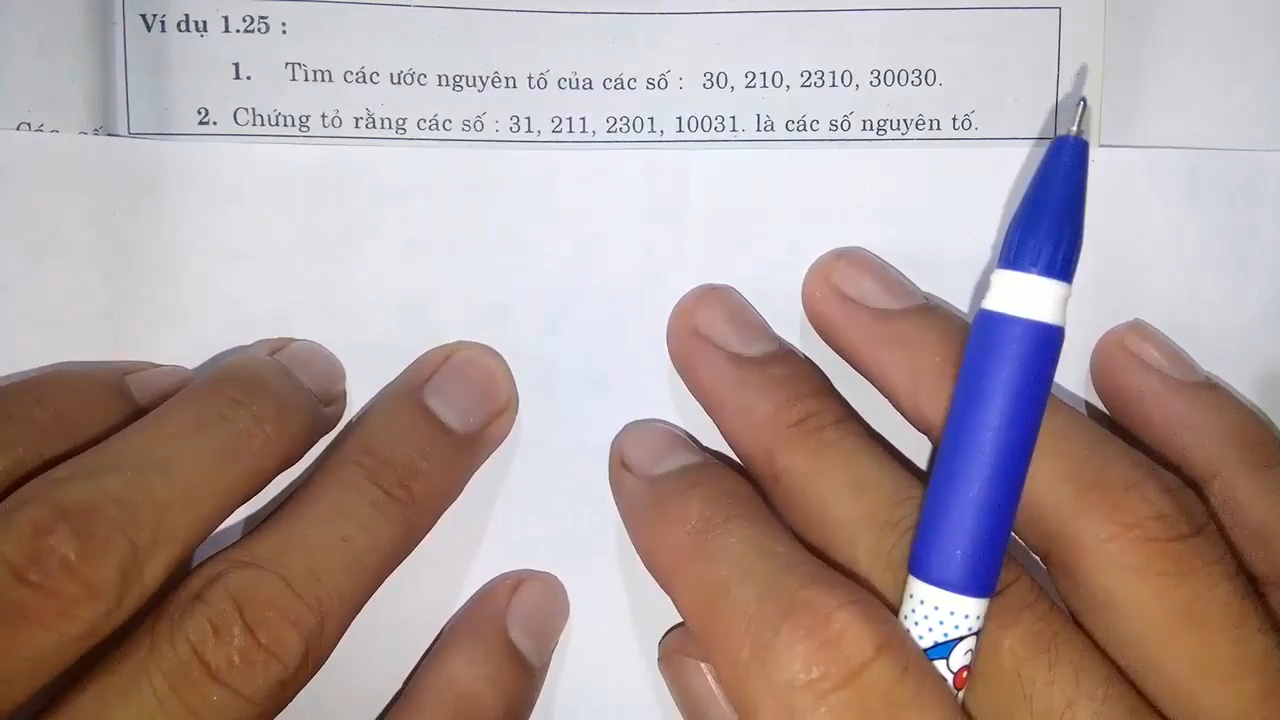 Ví dụ 1.25 :
1. Tìm các ước nguyên tố của các số : 30, 210, 2310, 30030.
2. Chứng tỏ rằng các số : 31, 211, 2301, 10031. là các số nguyên tố.